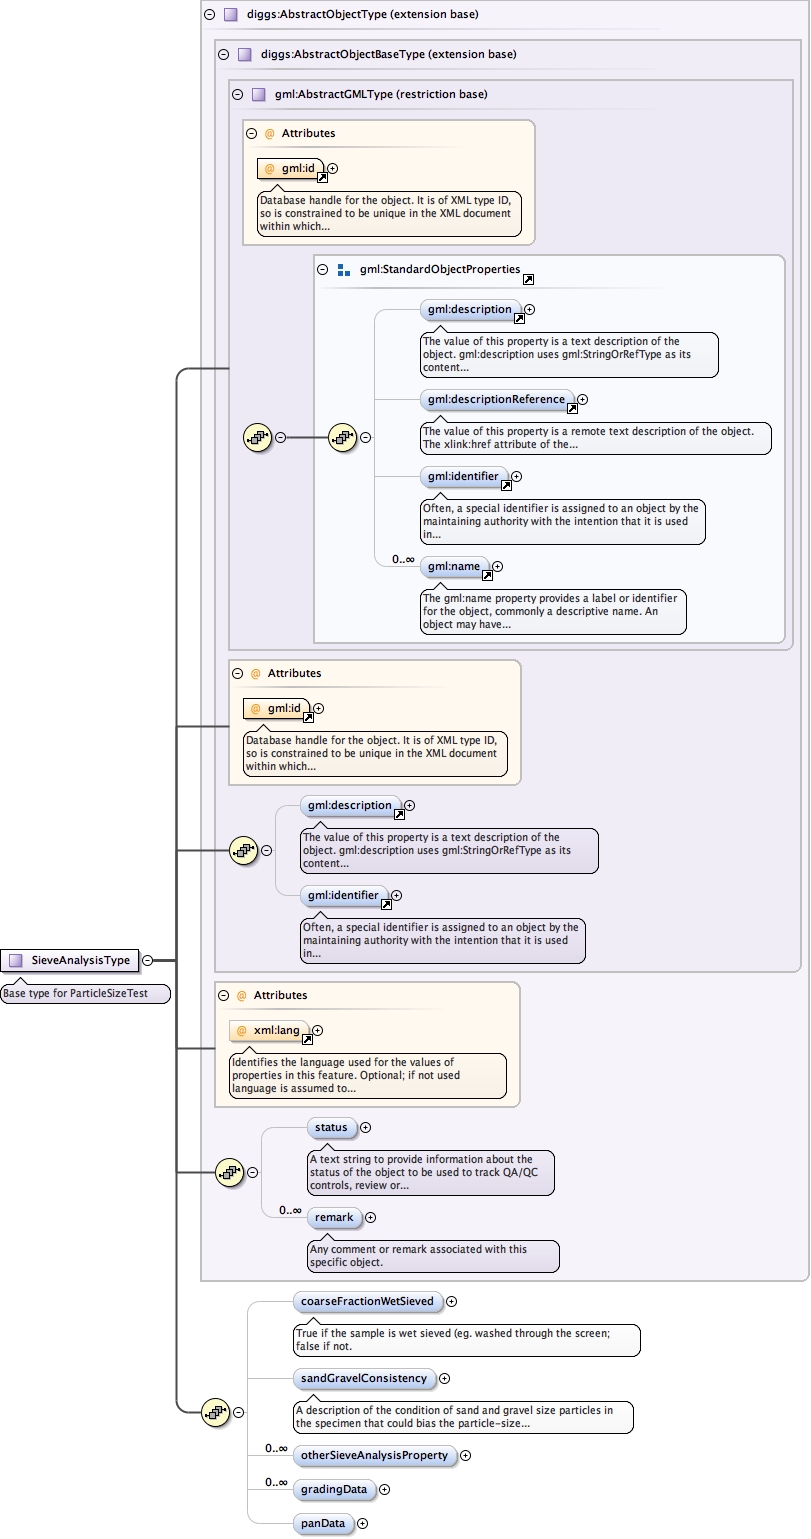 diggs:AbstractObjectType (extension base)
diggs:AbstractObjectBaseType (extension base)
gml:AbstractGMLType (restriction base)
@ Attributes
@ gml:id
Database handle for the object. It is of XML type ID,
so is constrained to be unique in the XML document
within which...
gml:StandardObjectProperties
gml:description
The value of this property is a text description of the
object. gml:description uses gml:StringOrRefType as its
content...
gml:descriptionReference
The value of this property is a remote text description of the object.
The xlink:href attribute of the...
gml:identifier
Often, a special identifier is assigned to an object by the
maintaining authority with the intention that it is used
in...
0..∞ gml:name
The gml:name property provides a label or identifier
for the object, commonly a descriptive name. An
object may have...
@ Attributes
@ gml:id
Database handle for the object. It is of XML type ID,
so is constrained to be unique in the XML document
within which...
gml:description
The value of this property is a text description of the
object. gml:description uses gml:StringOrRefType as its
content...
gml:identifier
Often, a special identifier is assigned to an object by the
maintaining authority with the intention that it is used
in...
SieveAnalysisType
Base type for ParticleSizeTest
@ Attributes
@ xml:lang
Identifies the language used for the values of
properties in this feature. Optional; if not used
language is assumed to...
status
A text string to provide information about the
status of the object to be used to track QA/QC
controls, review or...
0..∞ remark
Any comment or remark associated with this
specific object.
coarseFractionWetSieved
True if the sample is wet sieved (eg. washed through the screen;
false if not.
sandGravelConsistency
A description of the condition of sand and gravel size particles in
the specimen that could bias the particle-size...
0..∞ otherSieveAnalysisProperty
0..∞ gradingData
panData